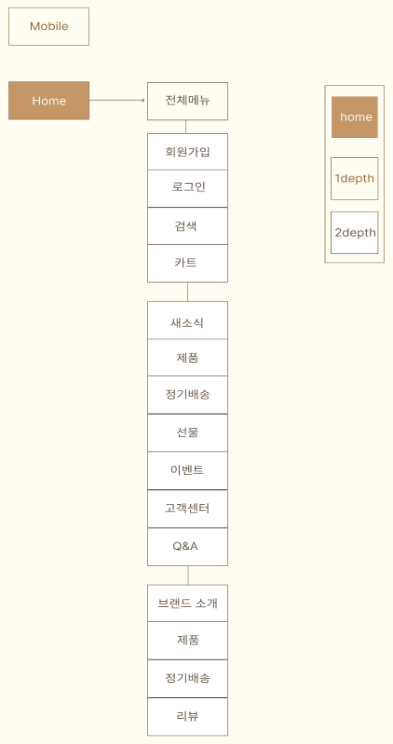 Mobile
Home
전체메뉴
회원가입
로그인
검색
카트
새소식
제품
정기배송
선물
이벤트
고객센터
Q&A
브랜드 소개
제품
정기배송
리뷰
home
1depth
2depth